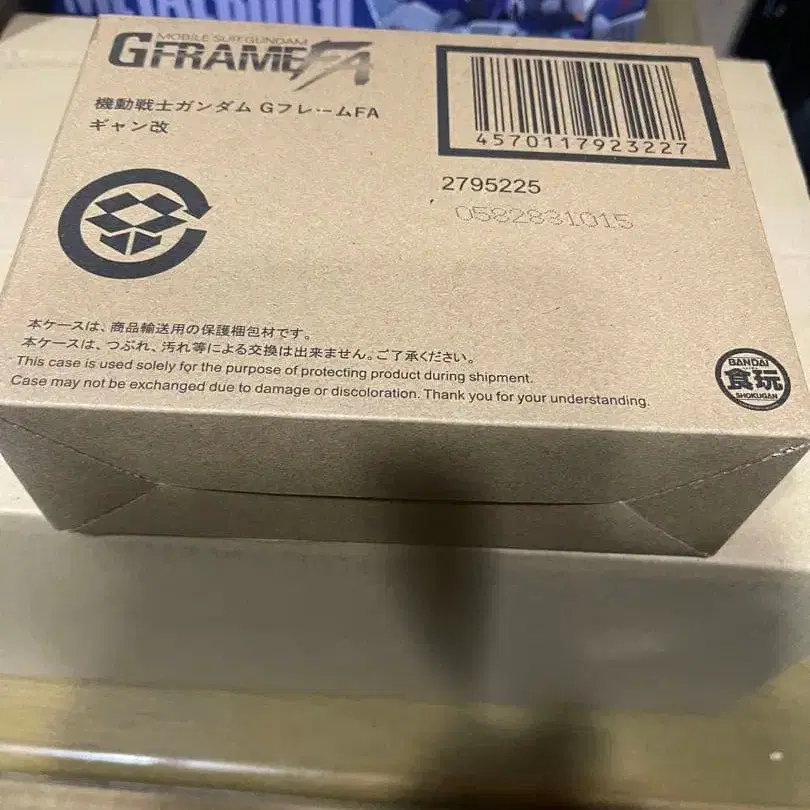 METAL BUILD
MOBILE SUIT GUNDAM
GFRAMEFA
機動戦士ガンダム GフレームFA
ギャン改
4570117923227
2795225
0582831015
本ケースは、商品輸送用の保護梱包材です。
本ケースは、つぶれ、汚れ等による交換は出来ません。ご了承ください。
This case is used solely for the purpose of protecting product during shipment.
Case may not be exchanged due to damage or discoloration. Thank you for your understanding.
BANDAI
食玩
SHOKUGAN